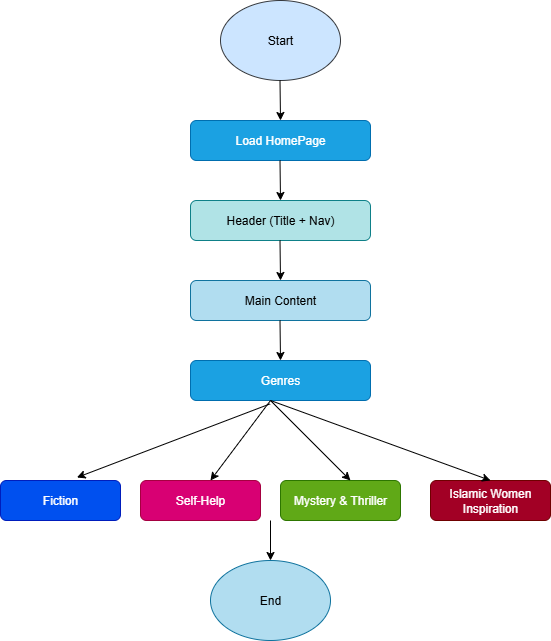 Start
Load HomePage
Header (Title + Nav)
Main Content
Genres
Fiction
Self-Help
Mystery & Thriller
Islamic Women
Inspiration
End